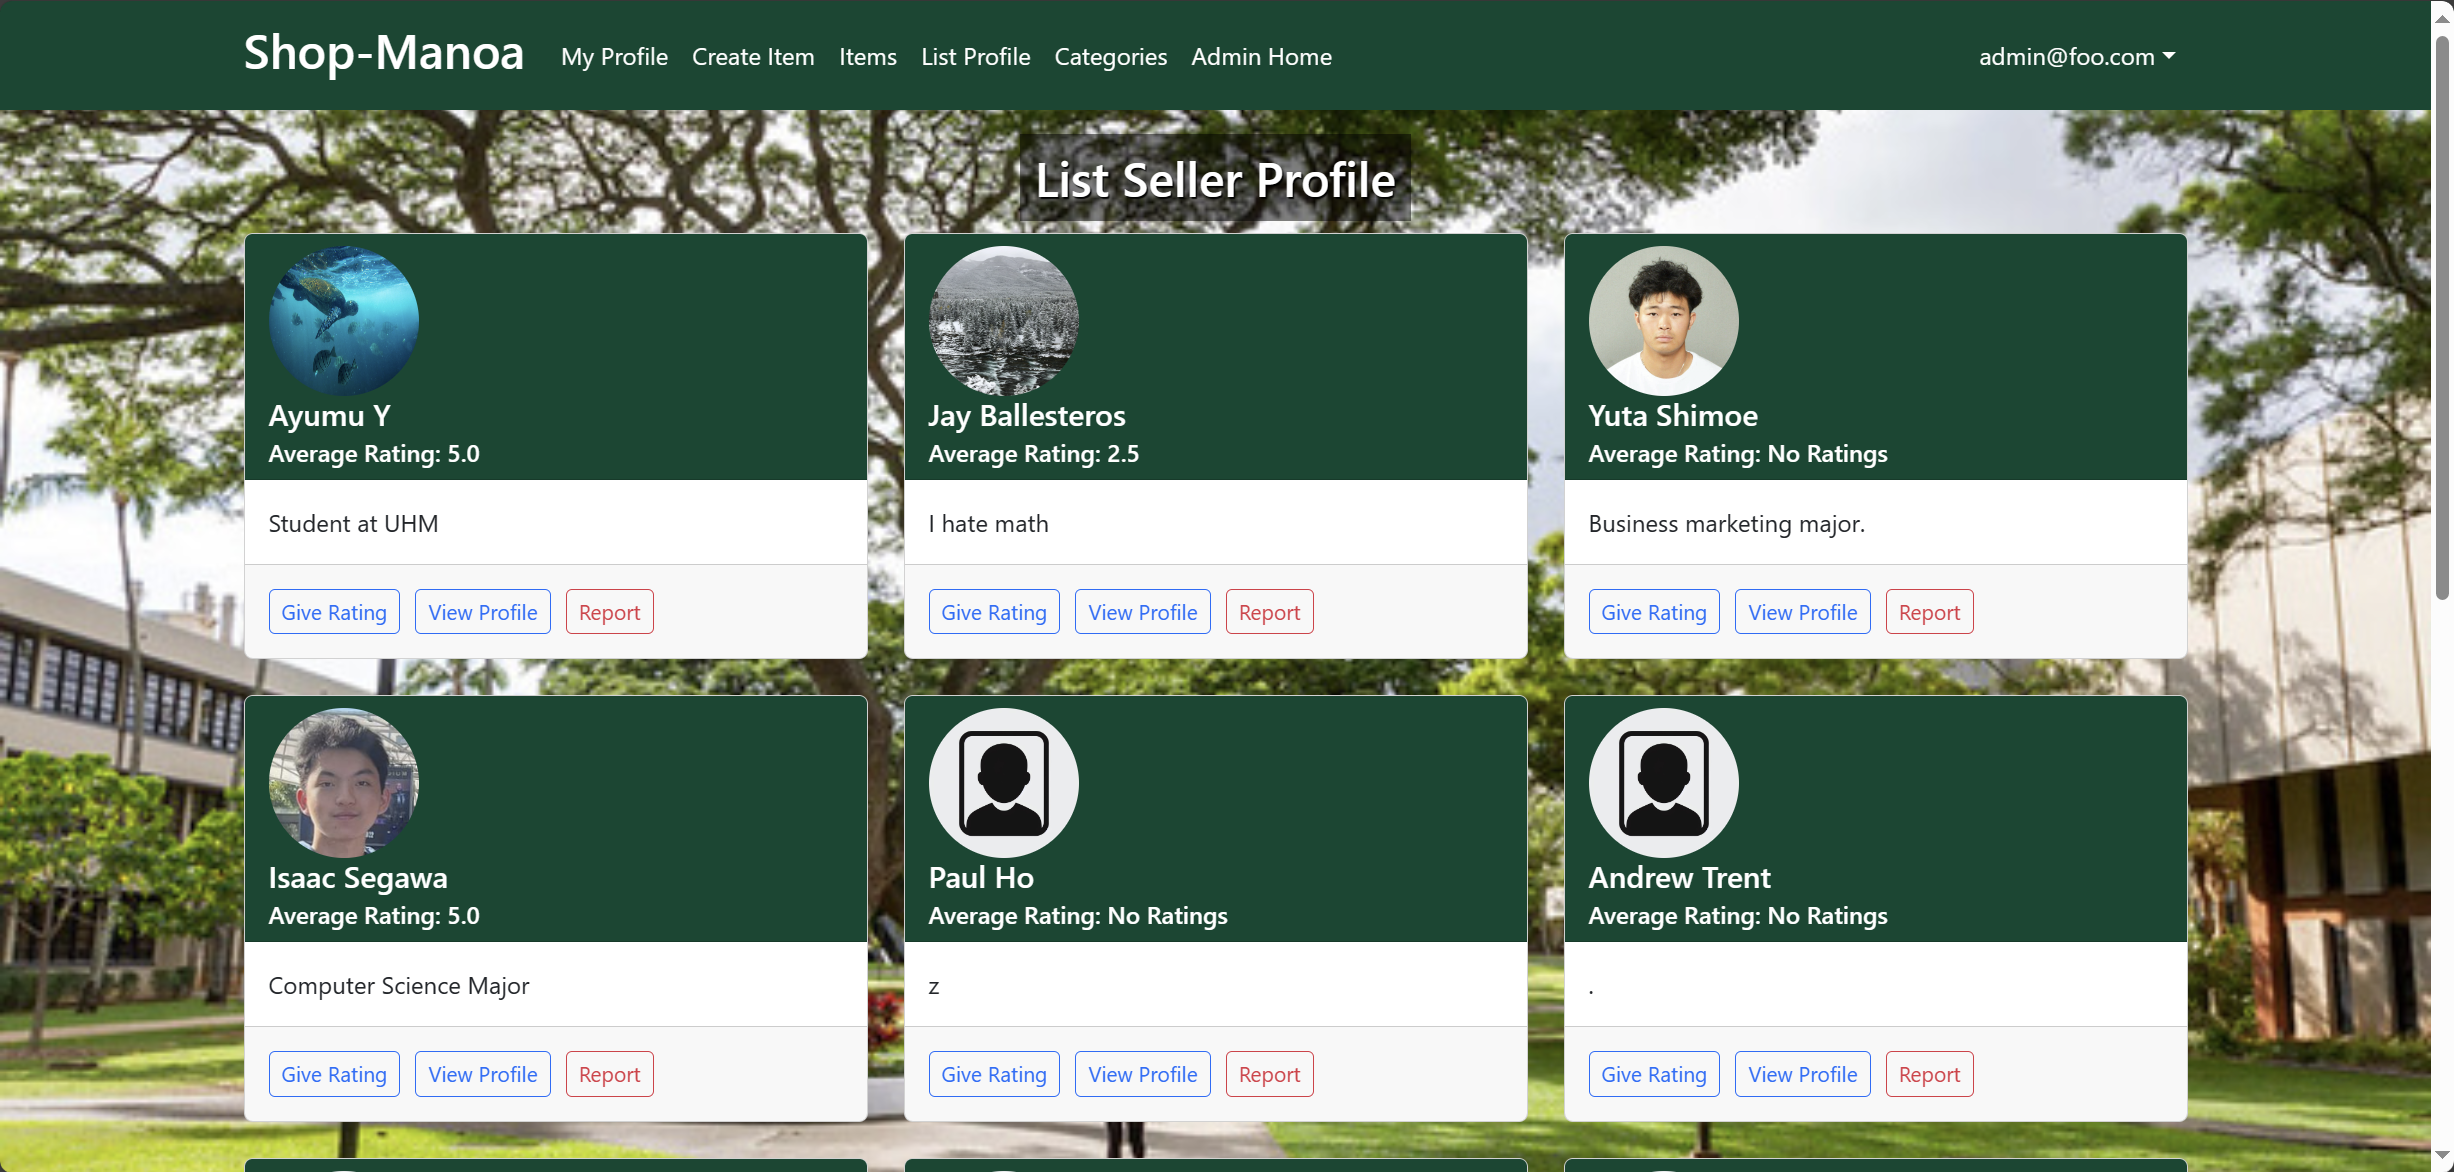 Shop-Manoa My Profile Create Item Items List Profile Categories Admin Home admin@foo.com
List Seller Profile
Ayumu Y
Average Rating: 5.0
Student at UHM
Give Rating View Profile Report
Jay Ballesteros
Average Rating: 2.5
I hate math
Give Rating View Profile Report
Yuta Shimoe
Average Rating: No Ratings
Business marketing major.
Give Rating View Profile Report
Isaac Segawa
Average Rating: 5.0
Computer Science Major
Give Rating View Profile Report
Paul Ho
Average Rating: No Ratings
z
Give Rating View Profile Report
Andrew Trent
Average Rating: No Ratings
.
Give Rating View Profile Report